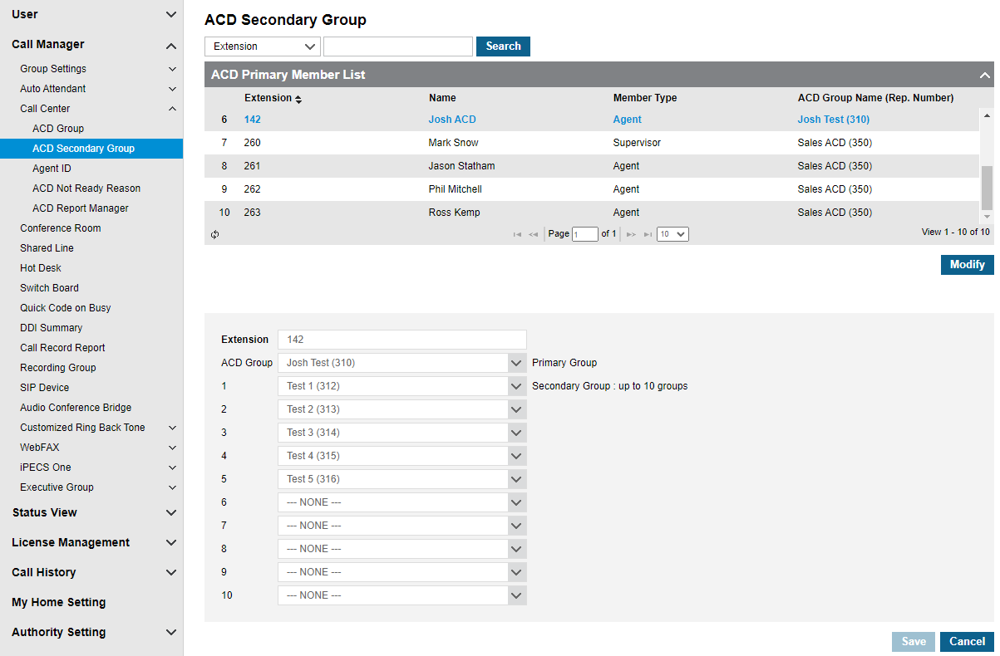 User
Call Manager
Group Settings
Auto Attendant
Call Center
ACD Group
ACD Secondary Group
Agent ID
ACD Not Ready Reason
ACD Report Manager
Conference Room
Shared Line
Hot Desk
Switch Board
Quick Code on Busy
DDI Summary
Call Record Report
Recording Group
SIP Device
Audio Conference Bridge
Customized Ring Back Tone
WebFAX
iPECS One
Executive Group
Status View
License Management
Call History
My Home Setting
Authority Setting
ACD Secondary Group
Extension Search
ACD Primary Member List
Extension Name Member Type ACD Group Name (Rep. Number)
6 142 Josh ACD Agent Josh Test (310)
7 260 Mark Snow Supervisor Sales ACD (350)
8 261 Jason Statham Agent Sales ACD (350)
9 262 Phil Mitchell Agent Sales ACD (350)
10 263 Ross Kemp Agent Sales ACD (350)
Page 1 of 1 10 View 1 - 10 of 10
Modify
Extension 142
ACD Group Josh Test (310) Primary Group
1 Test 1 (312) Secondary Group : up to 10 groups
2 Test 2 (313)
3 Test 3 (314)
4 Test 4 (315)
5 Test 5 (316)
6 --- NONE ---
7 --- NONE ---
8 --- NONE ---
9 --- NONE ---
10 --- NONE ---
Save Cancel